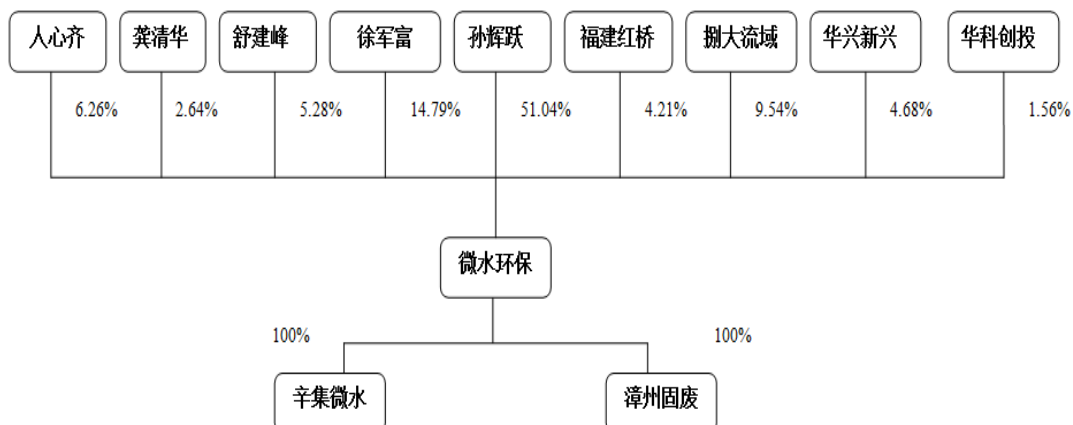 人心齐 龚清华 舒建峰 徐军富 孙辉跃 福建红桥 捌大流域 华兴新兴 华科创投
6.26% 2.64% 5.28% 14.79% 51.04% 4.21% 9.54% 4.68% 1.56%
微水环保
100% 100%
辛集微水 漳州固废